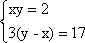 xy = 2
3(y - x) = 17